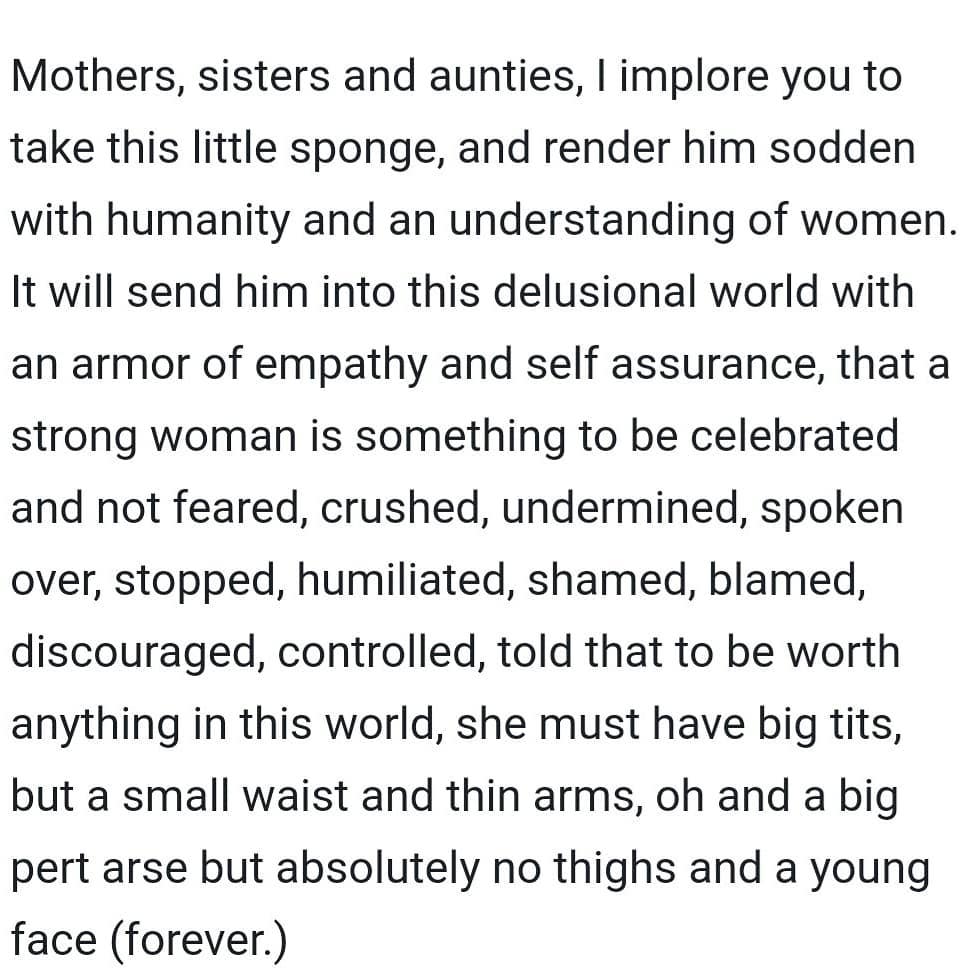 Mothers, sisters and aunties, I implore you to
take this little sponge, and render him sodden
with humanity and an understanding of women.
It will send him into this delusional world with
an armor of empathy and self assurance, that a
strong woman is something to be celebrated
and not feared, crushed, undermined, spoken
over, stopped, humiliated, shamed, blamed,
discouraged, controlled, told that to be worth
anything in this world, she must have big tits,
but a small waist and thin arms, oh and a big
pert arse but absolutely no thighs and a young
face (forever.)